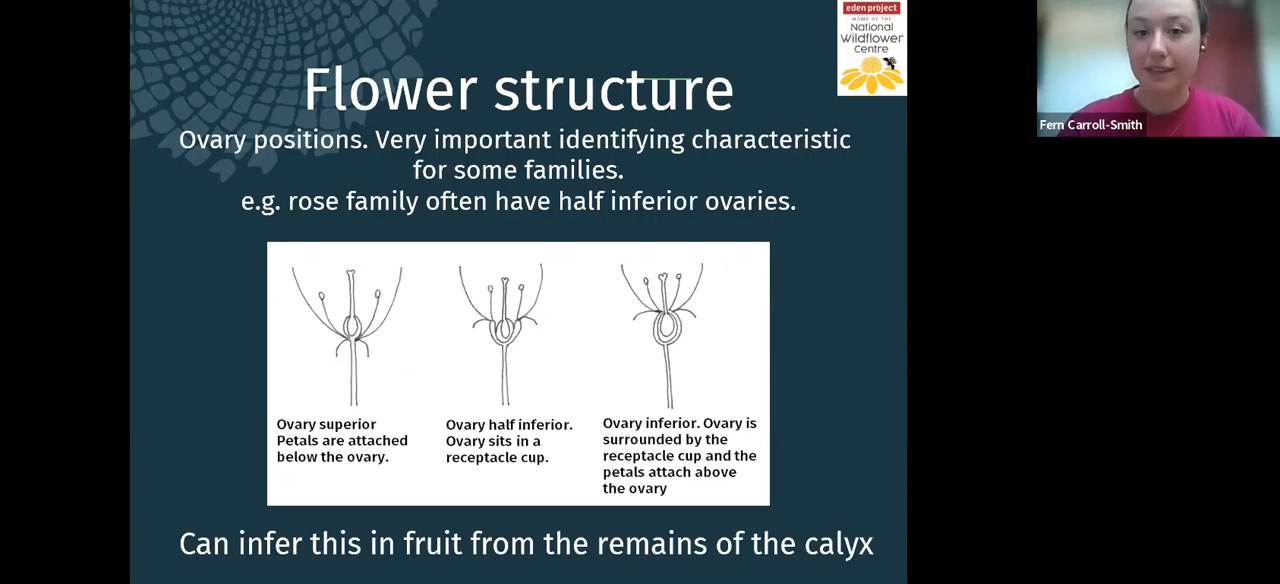 eden project
HOME OF THE
National
Wildflower
Centre
Fern Carroll-Smith
Flower structure
Ovary positions. Very important identifying characteristic
for some families.
e.g. rose family often have half inferior ovaries.
Ovary superior
Petals are attached
below the ovary.
Ovary half inferior.
Ovary sits in a
receptacle cup.
Ovary inferior. Ovary is
surrounded by the
receptacle cup and the
petals attach above
the ovary
Can infer this in fruit from the remains of the calyx